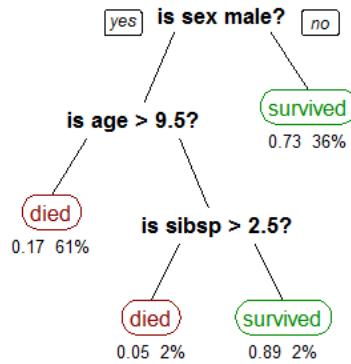 yes is sex male? no
is age > 9.5?
survived
0.73 36%
died
0.17 61%
is sibsp > 2.5?
died survived
0.05 2% 0.89 2%